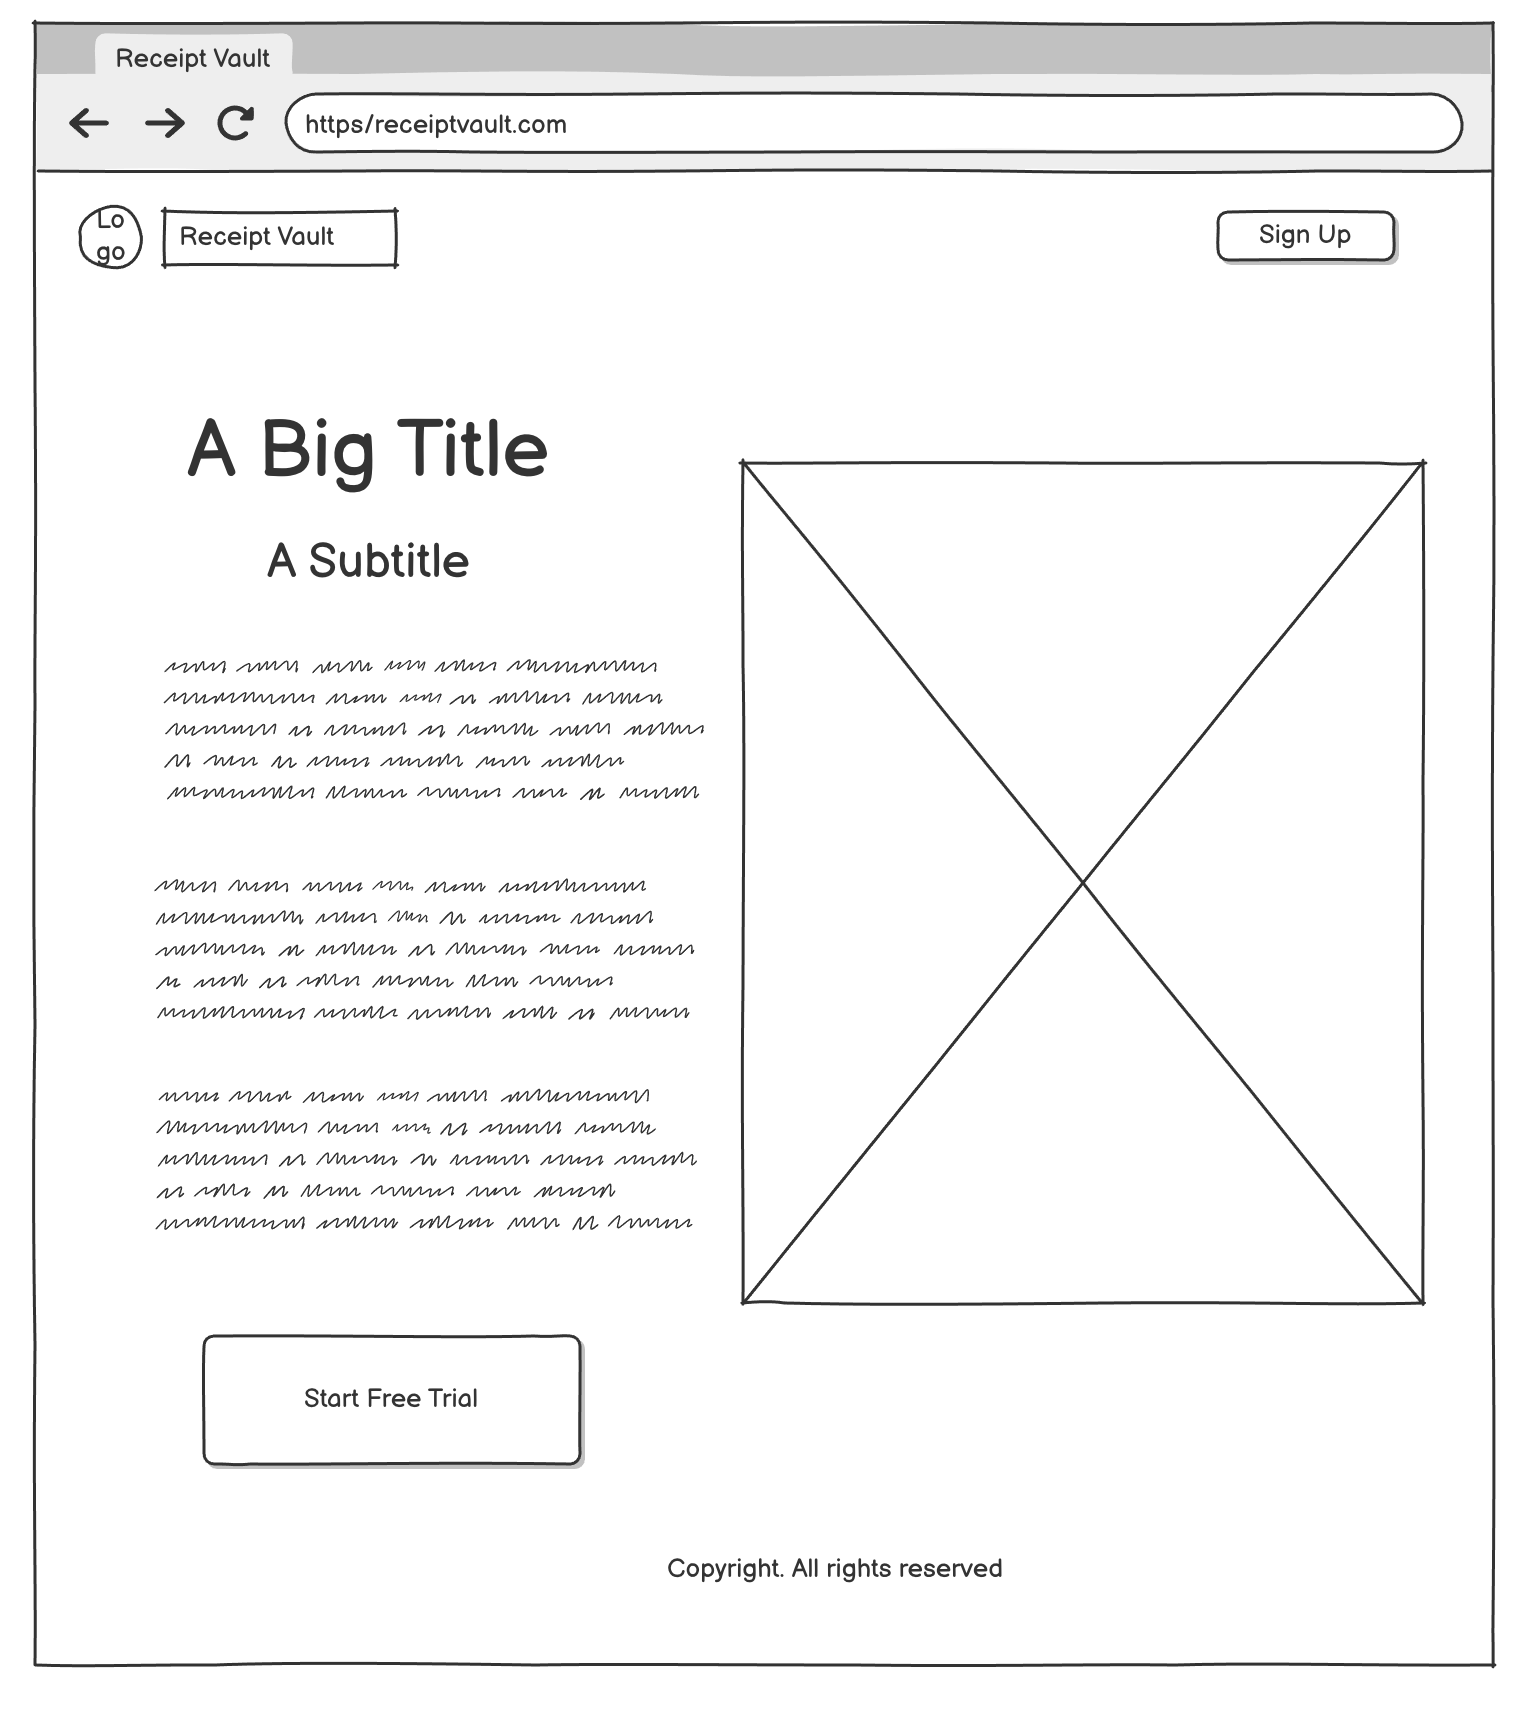 Receipt Vault
https/receiptvault.com
Lo
go
Receipt Vault
Sign Up
A Big Title
A Subtitle
Start Free Trial
Copyright. All rights reserved